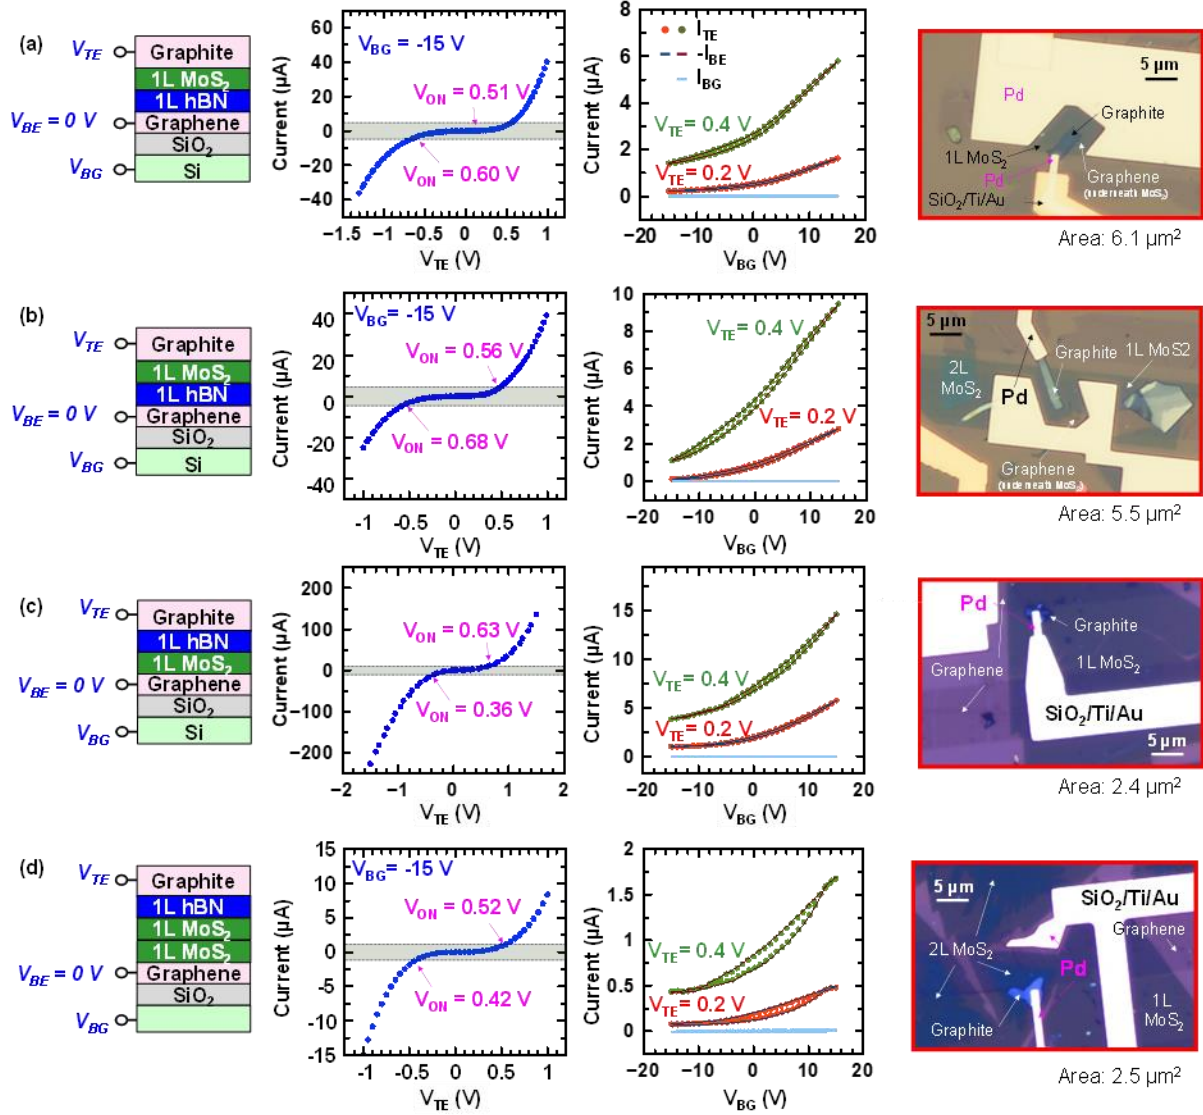 (a)
V_TE
Graphite
1L MoS₂
1L hBN
V_BE = 0 V
Graphene
SiO₂
V_BG
Si
Current (µA)
60
40
20
0
−20
−40
V_BG = -15 V
V_ON = 0.51 V
V_ON = 0.60 V
−1.5 −1 −0.5 0 0.5 1
V_TE (V)
Current (µA)
8
6
4
2
0
I_TE
-I_BE
I_BG
V_TE = 0.4 V
V_TE = 0.2 V
−20 −10 0 10 20
V_BG (V)
5 µm
Pd
Graphite
1L MoS₂
Pd
Graphene
(underneath MoS₂)
SiO₂/Ti/Au
Area: 6.1 µm²
(b)
V_TE
Graphite
1L MoS₂
1L hBN
V_BE = 0 V
Graphene
SiO₂
V_BG
Si
Current (µA)
40
20
0
-20
40
V_BG = -15 V
V_ON = 0.56 V
V_ON = 0.68 V
-1 -0.5 0 0.5 1
V_TE (V)
Current (µA)
10
8
6
4
2
0
V_TE = 0.4 V
V_TE = 0.2 V
−20 −10 0 10 20
V_BG (V)
5 µm
Graphite
1L MoS2
2L
MoS₂
Pd
Graphene
(underneath MoS₂)
Area: 5.5 µm²
(c)
V_TE
Graphite
1L hBN
1L MoS₂
V_BE = 0 V
Graphene
SiO₂
V_BG
Si
Current (µA)
200
100
0
−100
−200
V_ON = 0.63 V
V_ON = 0.36 V
−2 −1 0 1 2
V_TE (V)
Current (µA)
15
10
5
0
V_TE = 0.4 V
V_TE = 0.2 V
−20 −10 0 10 20
V_BG (V)
Pd
Graphite
Graphene
1L MoS₂
SiO₂/Ti/Au
5 µm
Area: 2.4 µm²
(d)
V_TE
Graphite
1L hBN
1L MoS₂
1L MoS₂
V_BE = 0 V
Graphene
SiO₂
V_BG
Current (µA)
15
10
5
0
-5
-10
-15
V_BG = -15 V
V_ON = 0.52 V
V_ON = 0.42 V
-1 -0.5 0 0.5 1
V_TE (V)
Current (µA)
2
1.5
1
0.5
0
V_TE = 0.4 V
V_TE = 0.2 V
−20 −10 0 10 20
V_BG (V)
5 µm
SiO₂/Ti/Au
Graphene
2L MoS₂
Pd
1L
MoS₂
Graphite
Area: 2.5 µm²